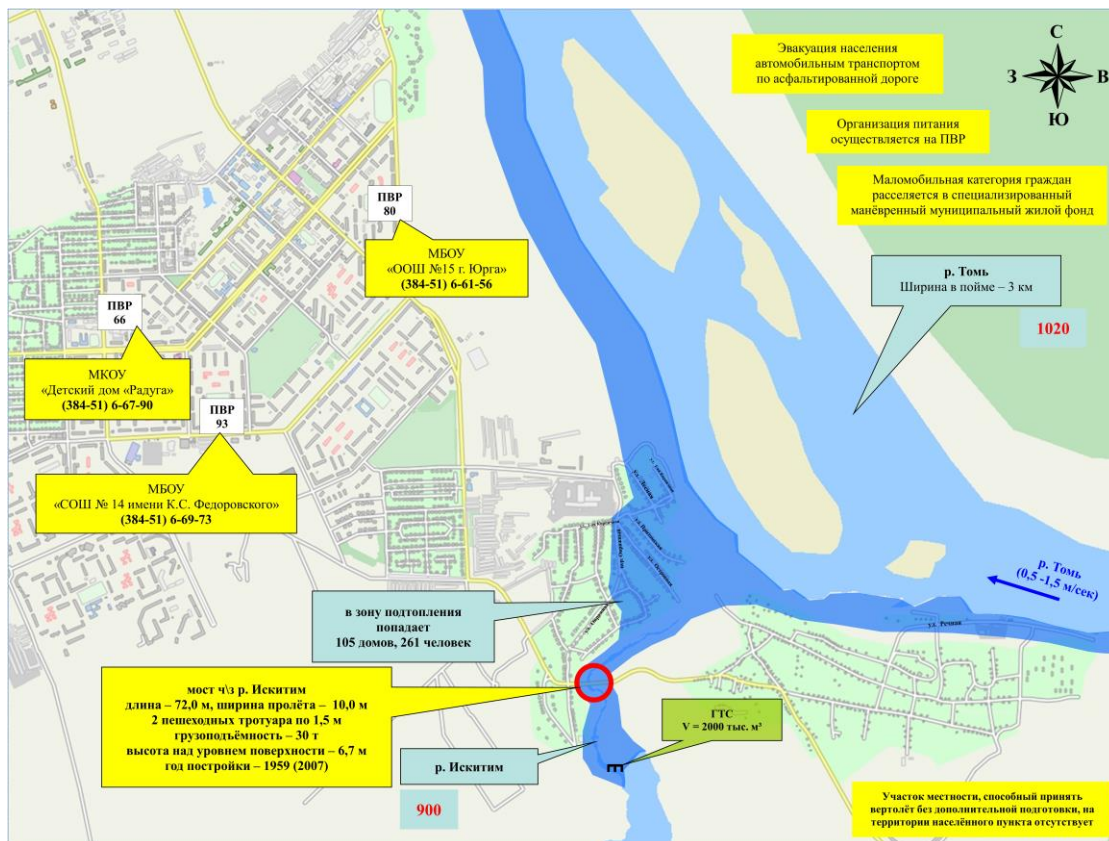 Эвакуация населения
автомобильным транспортом
по асфальтированной дороге
С
З
В
Ю
Организация питания
осуществляется на ПВР
Маломобильная категория граждан
расселяется в специализированный
манёвренный муниципальный жилой фонд
ПВР
80
МБОУ
«ООШ №15 г. Юрга»
(384-51) 6-61-56
р. Томь
Ширина в пойме – 3 км
1020
ПВР
66
МКОУ
«Детский дом «Радуга»
(384-51) 6-67-90
ПВР
93
МБОУ
«СОШ № 14 имени К.С. Федоровского»
(384-51) 6-69-73
р. Томь
(0,5 -1,5 м/сек)
ул. Речная
в зону подтопления
попадает
105 домов, 261 человек
мост ч\з р. Искитим
длина – 72,0 м, ширина пролёта – 10,0 м
2 пешеходных тротуара по 1,5 м
грузоподъёмность – 30 т
высота над уровнем поверхности – 6,7 м
год постройки – 1959 (2007)
ГТС
V = 2000 тыс. м³
р. Искитим
900
Участок местности, способный принять
вертолёт без дополнительной подготовки, на
территории населённого пункта отсутствует